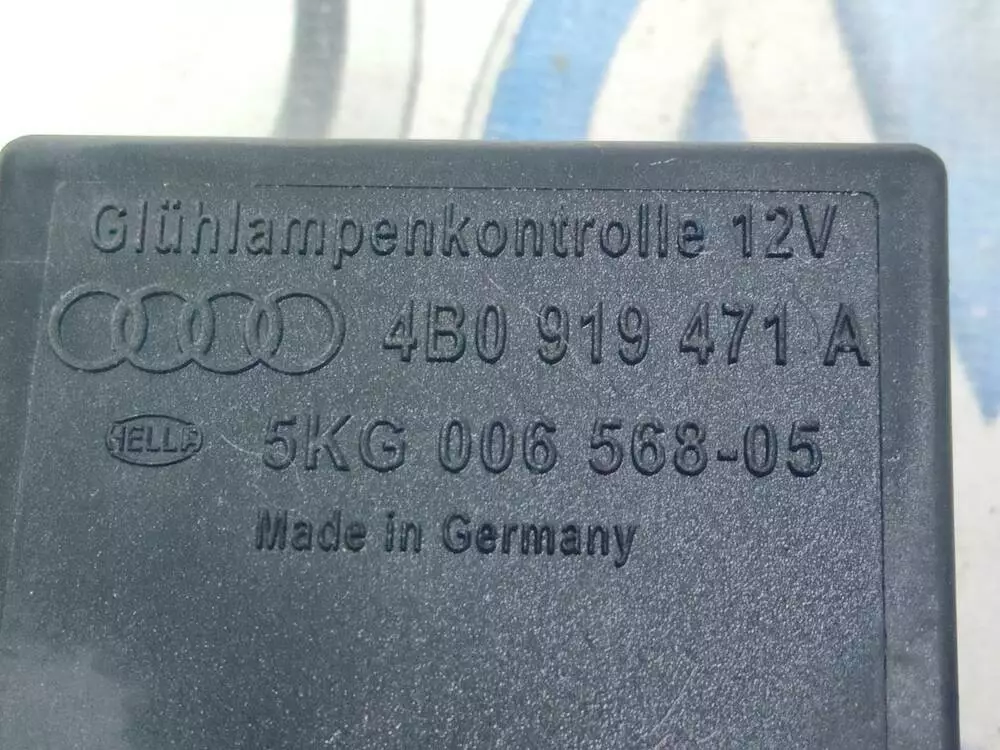 Glühlampenkontrolle 12V
4B0 919 471 A
HELLA 5KG 006 568-05
Made in Germany